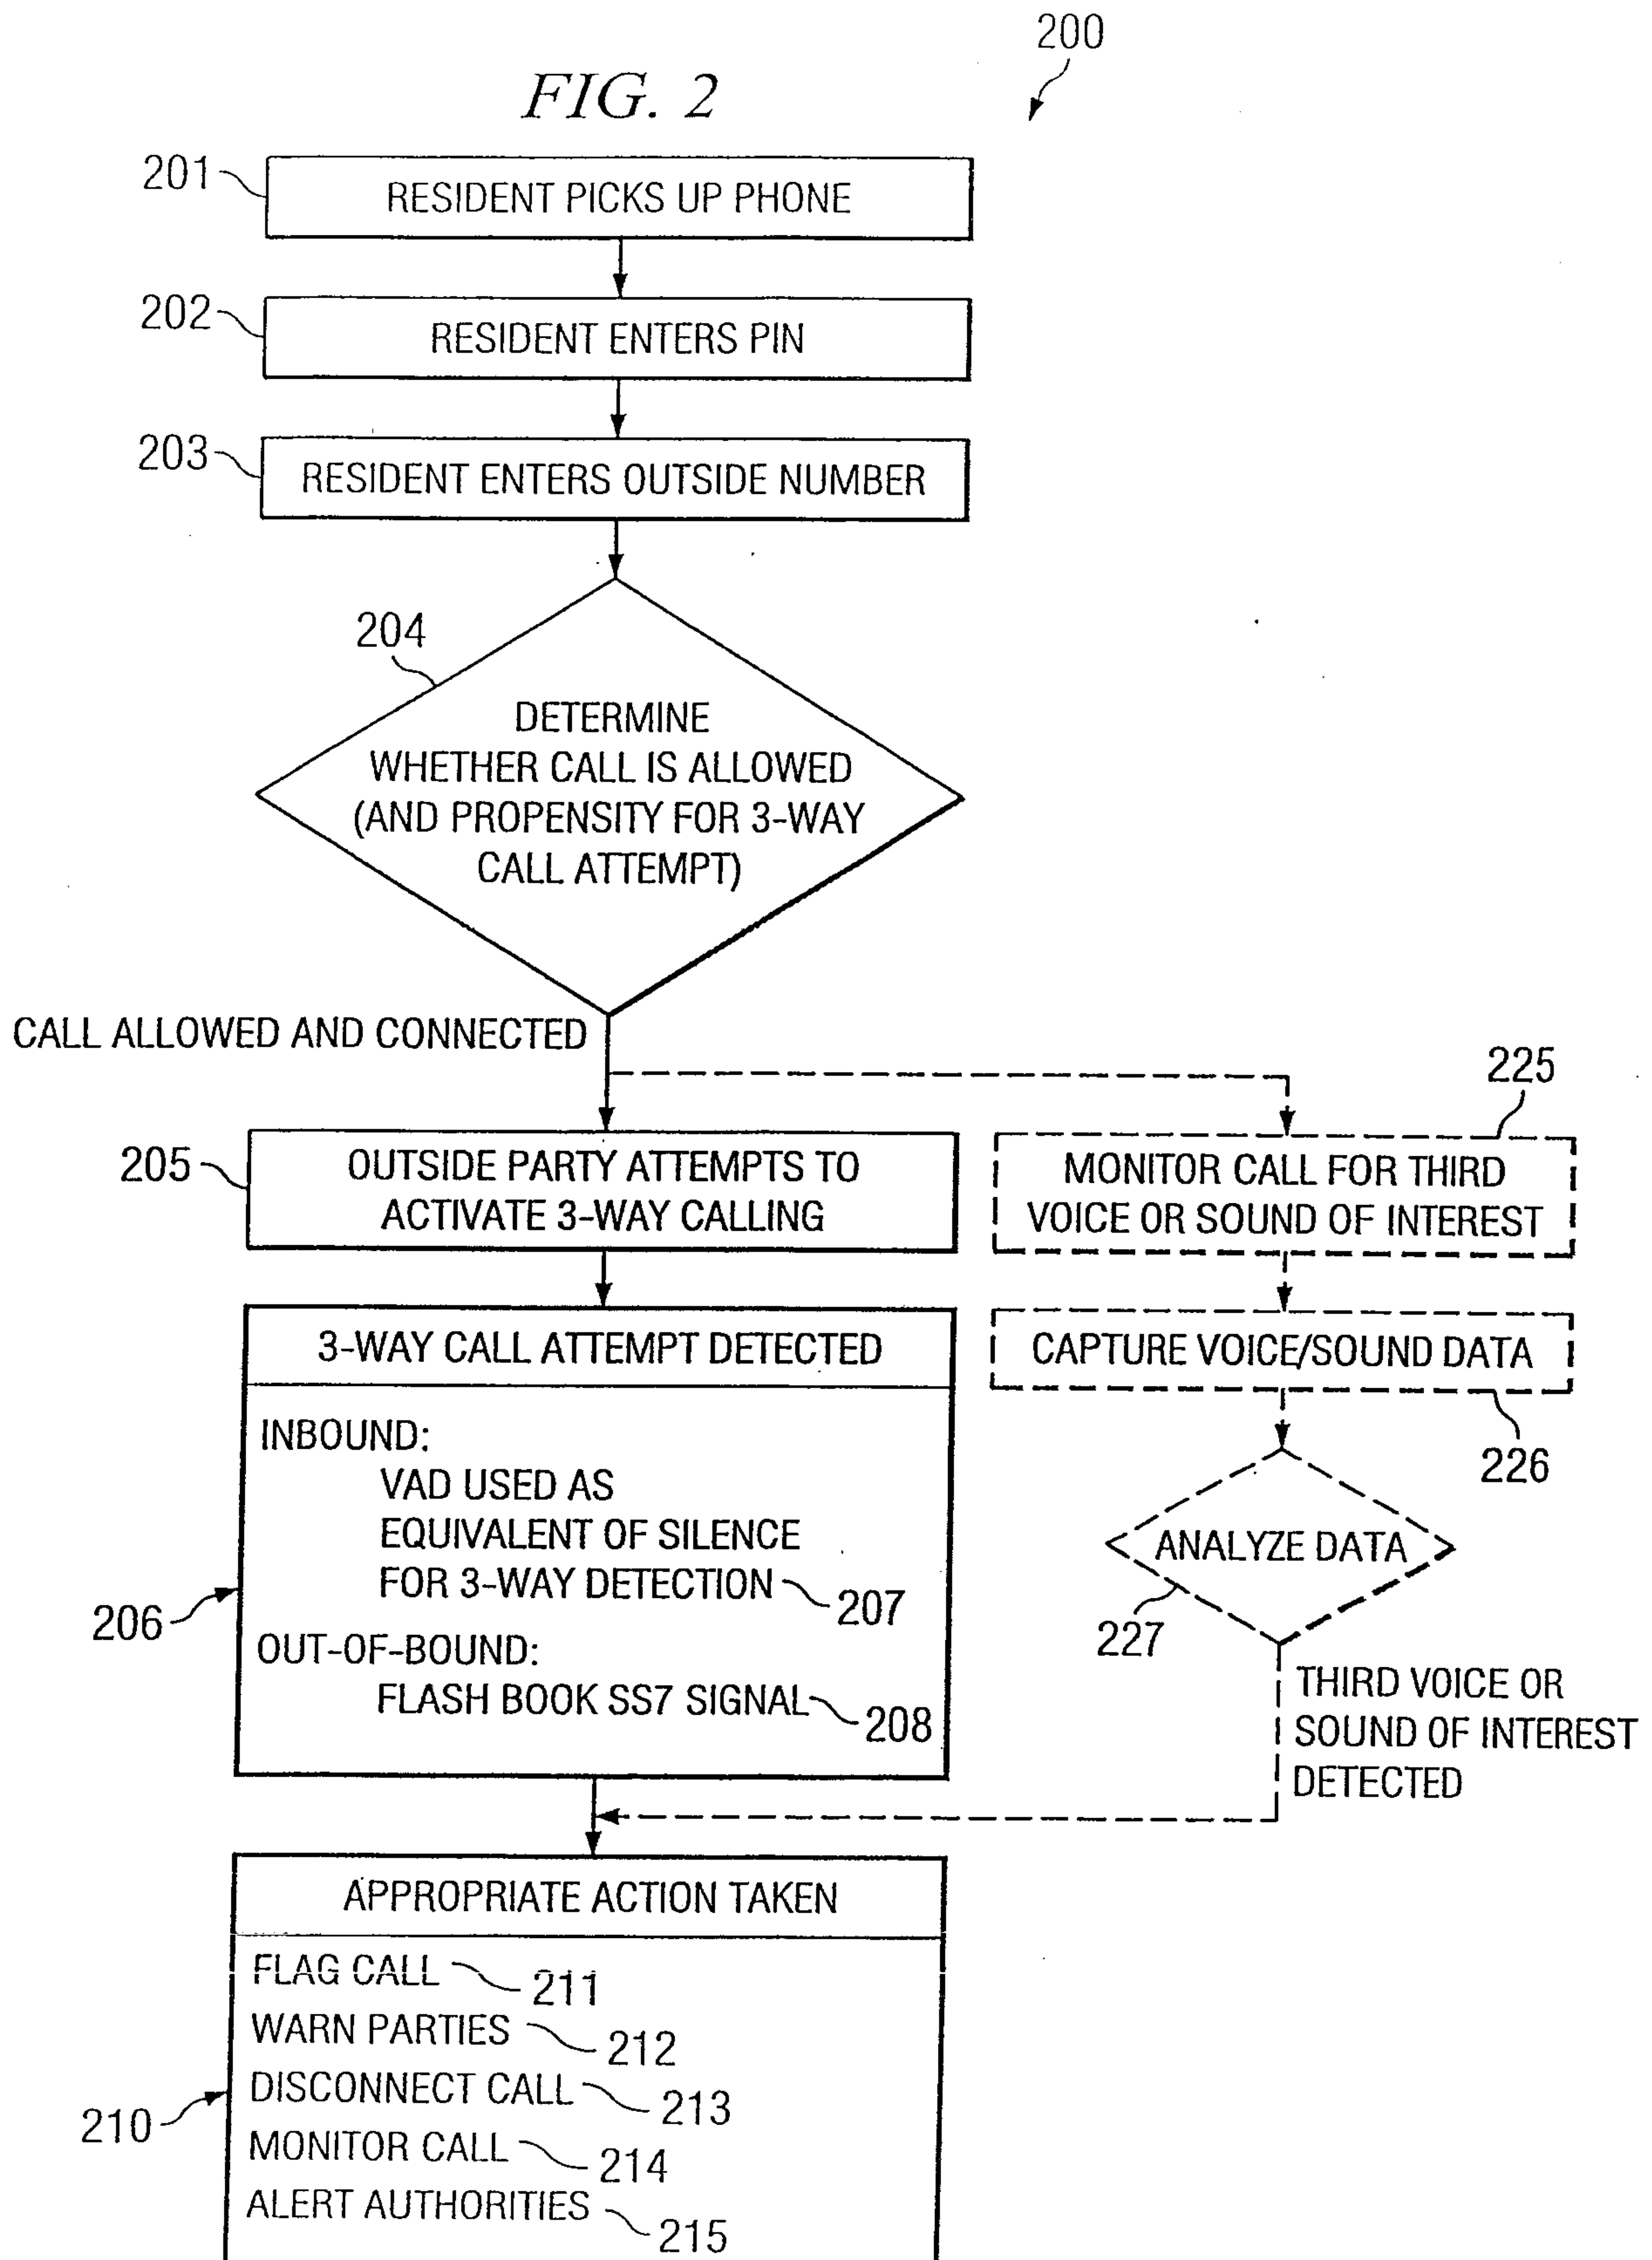 200
FIG. 2
201
RESIDENT PICKS UP PHONE
202
RESIDENT ENTERS PIN
203
RESIDENT ENTERS OUTSIDE NUMBER
204
DETERMINE
WHETHER CALL IS ALLOWED
(AND PROPENSITY FOR 3-WAY
CALL ATTEMPT)
CALL ALLOWED AND CONNECTED
205
OUTSIDE PARTY ATTEMPTS TO
ACTIVATE 3-WAY CALLING
225
MONITOR CALL FOR THIRD
VOICE OR SOUND OF INTEREST
3-WAY CALL ATTEMPT DETECTED
INBOUND:
VAD USED AS
EQUIVALENT OF SILENCE
FOR 3-WAY DETECTION 207
206
OUT-OF-BOUND:
FLASH BOOK SS7 SIGNAL 208
CAPTURE VOICE/SOUND DATA
226
ANALYZE DATA
227
THIRD VOICE OR
SOUND OF INTEREST
DETECTED
APPROPRIATE ACTION TAKEN
FLAG CALL 211
WARN PARTIES 212
DISCONNECT CALL 213
210
MONITOR CALL 214
ALERT AUTHORITIES 215